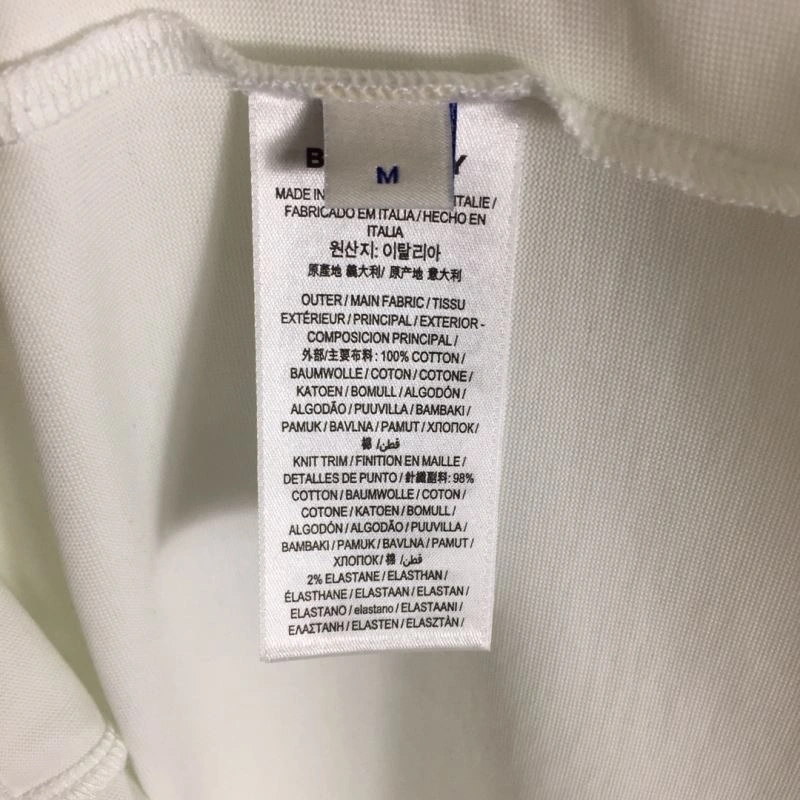 M
MADE IN
ITALIE /
FABRICADO EM ITALIA / HECHO EN
ITALIA
원산지: 이탈리아
原產地 義大利/ 原产地 意大利
OUTER / MAIN FABRIC / TISSU
EXTÉRIEUR / PRINCIPAL / EXTERIOR -
COMPOSICION PRINCIPAL /
外部/主要布料: 100% COTTON /
BAUMWOLLE / COTON / COTONE /
KATOEN / BOMULL / ALGODÓN /
ALGODÃO / PUUVILLA / BAMBAKI /
PAMUK / BAVLNA / PAMUT / ХЛОПОК/
棉 /قطن
KNIT TRIM / FINITION EN MAILLE /
DETALLES DE PUNTO / 針織副料: 98%
COTTON / BAUMWOLLE / COTON /
COTONE / KATOEN / BOMULL /
ALGODÓN / ALGODÃO / PUUVILLA /
BAMBAKI / PAMUK / BAVLNA / PAMUT /
ХЛОПОК/ 棉 /قطن
2% ELASTANE / ELASTHAN /
ÉLASTHANE / ELASTAAN / ELASTAN /
ELASTANO / elastano / ELASTAANI /
ΕΛΑΣΤΑΝΗ / ELASTEN / ELASZTÁN /